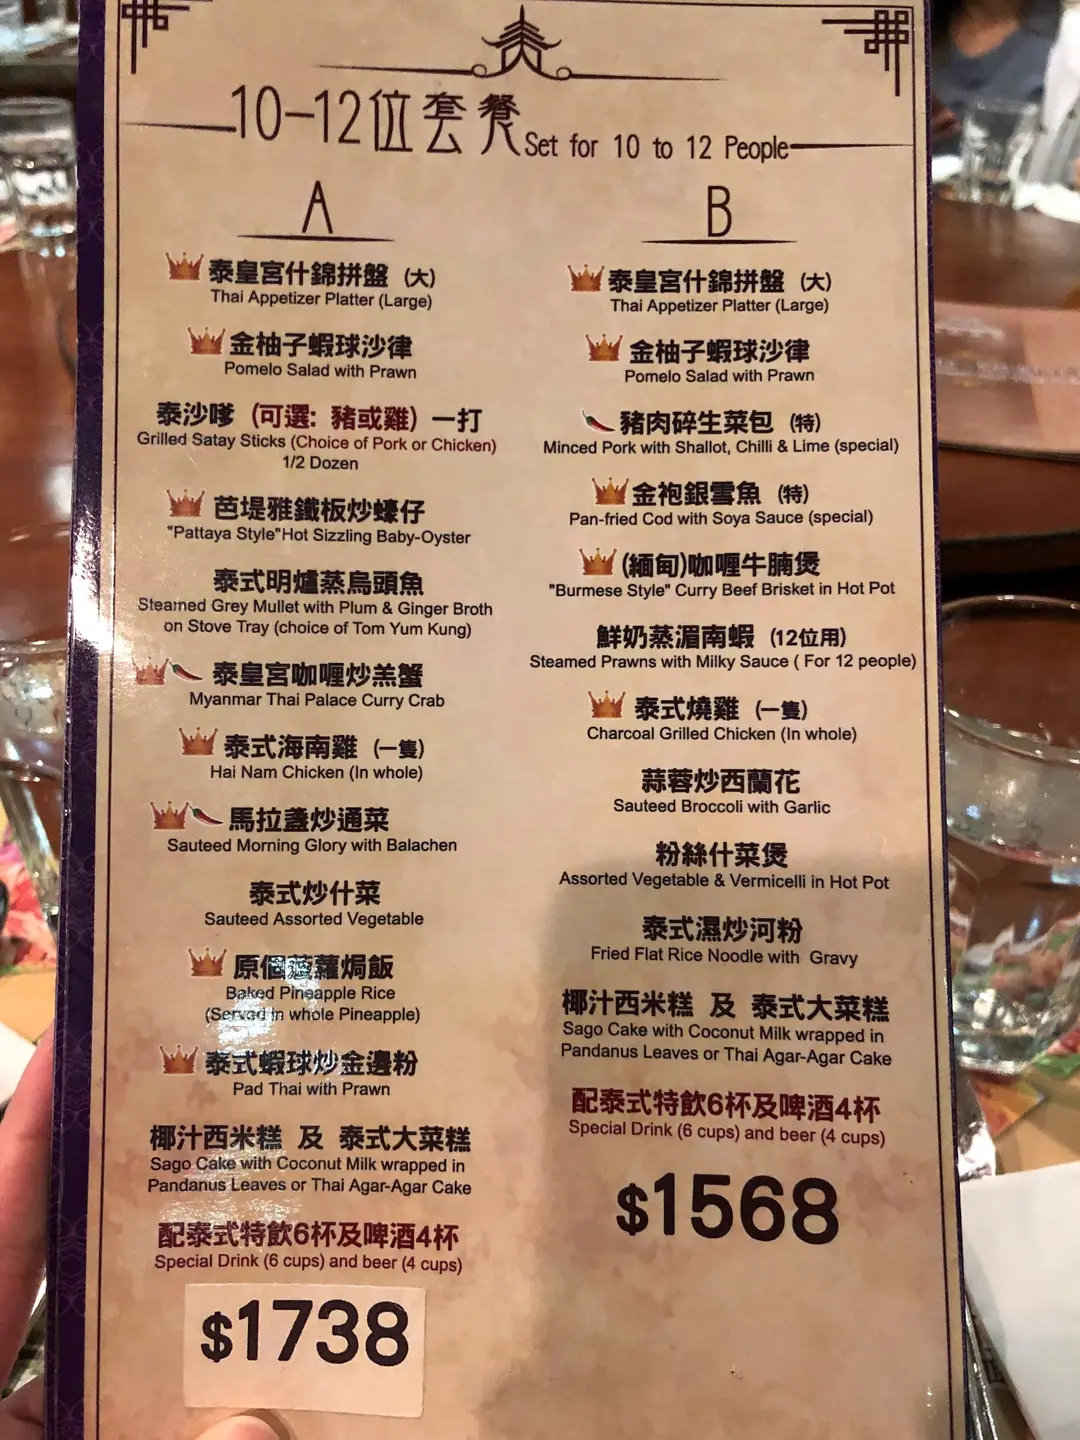 10-12位套餐 Set for 10 to 12 People
A
泰皇宮什錦拼盤 (大)
Thai Appetizer Platter (Large)
金柚子蝦球沙律
Pomelo Salad with Prawn
泰沙嗲 (可選: 豬或雞) 一打
Grilled Satay Sticks (Choice of Pork or Chicken)
1/2 Dozen
芭堤雅鐵板炒蠔仔
"Pattaya Style"Hot Sizzling Baby-Oyster
泰式明爐蒸烏頭魚
Steamed Grey Mullet with Plum & Ginger Broth
on Stove Tray (choice of Tom Yum Kung)
泰皇宮咖喱炒羔蟹
Myanmar Thai Palace Curry Crab
泰式海南雞 (一隻)
Hai Nam Chicken (In whole)
馬拉盞炒通菜
Sauteed Morning Glory with Balachen
泰式炒什菜
Sauteed Assorted Vegetable
原個菠蘿焗飯
Baked Pineapple Rice
(Served in whole Pineapple)
泰式蝦球炒金邊粉
Pad Thai with Prawn
椰汁西米糕 及 泰式大菜糕
Sago Cake with Coconut Milk wrapped in
Pandanus Leaves or Thai Agar-Agar Cake
配泰式特飲6杯及啤酒4杯
Special Drink (6 cups) and beer (4 cups)
$1738
B
泰皇宮什錦拼盤 (大)
Thai Appetizer Platter (Large)
金柚子蝦球沙律
Pomelo Salad with Prawn
豬肉碎生菜包 (特)
Minced Pork with Shallot, Chilli & Lime (special)
金袍銀雪魚 (特)
Pan-fried Cod with Soya Sauce (special)
(緬甸)咖喱牛腩煲
"Burmese Style" Curry Beef Brisket in Hot Pot
鮮奶蒸湄南蝦 (12位用)
Steamed Prawns with Milky Sauce ( For 12 people)
泰式燒雞 (一隻)
Charcoal Grilled Chicken (In whole)
蒜蓉炒西蘭花
Sauteed Broccoli with Garlic
粉絲什菜煲
Assorted Vegetable & Vermicelli in Hot Pot
泰式濕炒河粉
Fried Flat Rice Noodle with Gravy
椰汁西米糕 及 泰式大菜糕
Sago Cake with Coconut Milk wrapped in
Pandanus Leaves or Thai Agar-Agar Cake
配泰式特飲6杯及啤酒4杯
Special Drink (6 cups) and beer (4 cups)
$1568